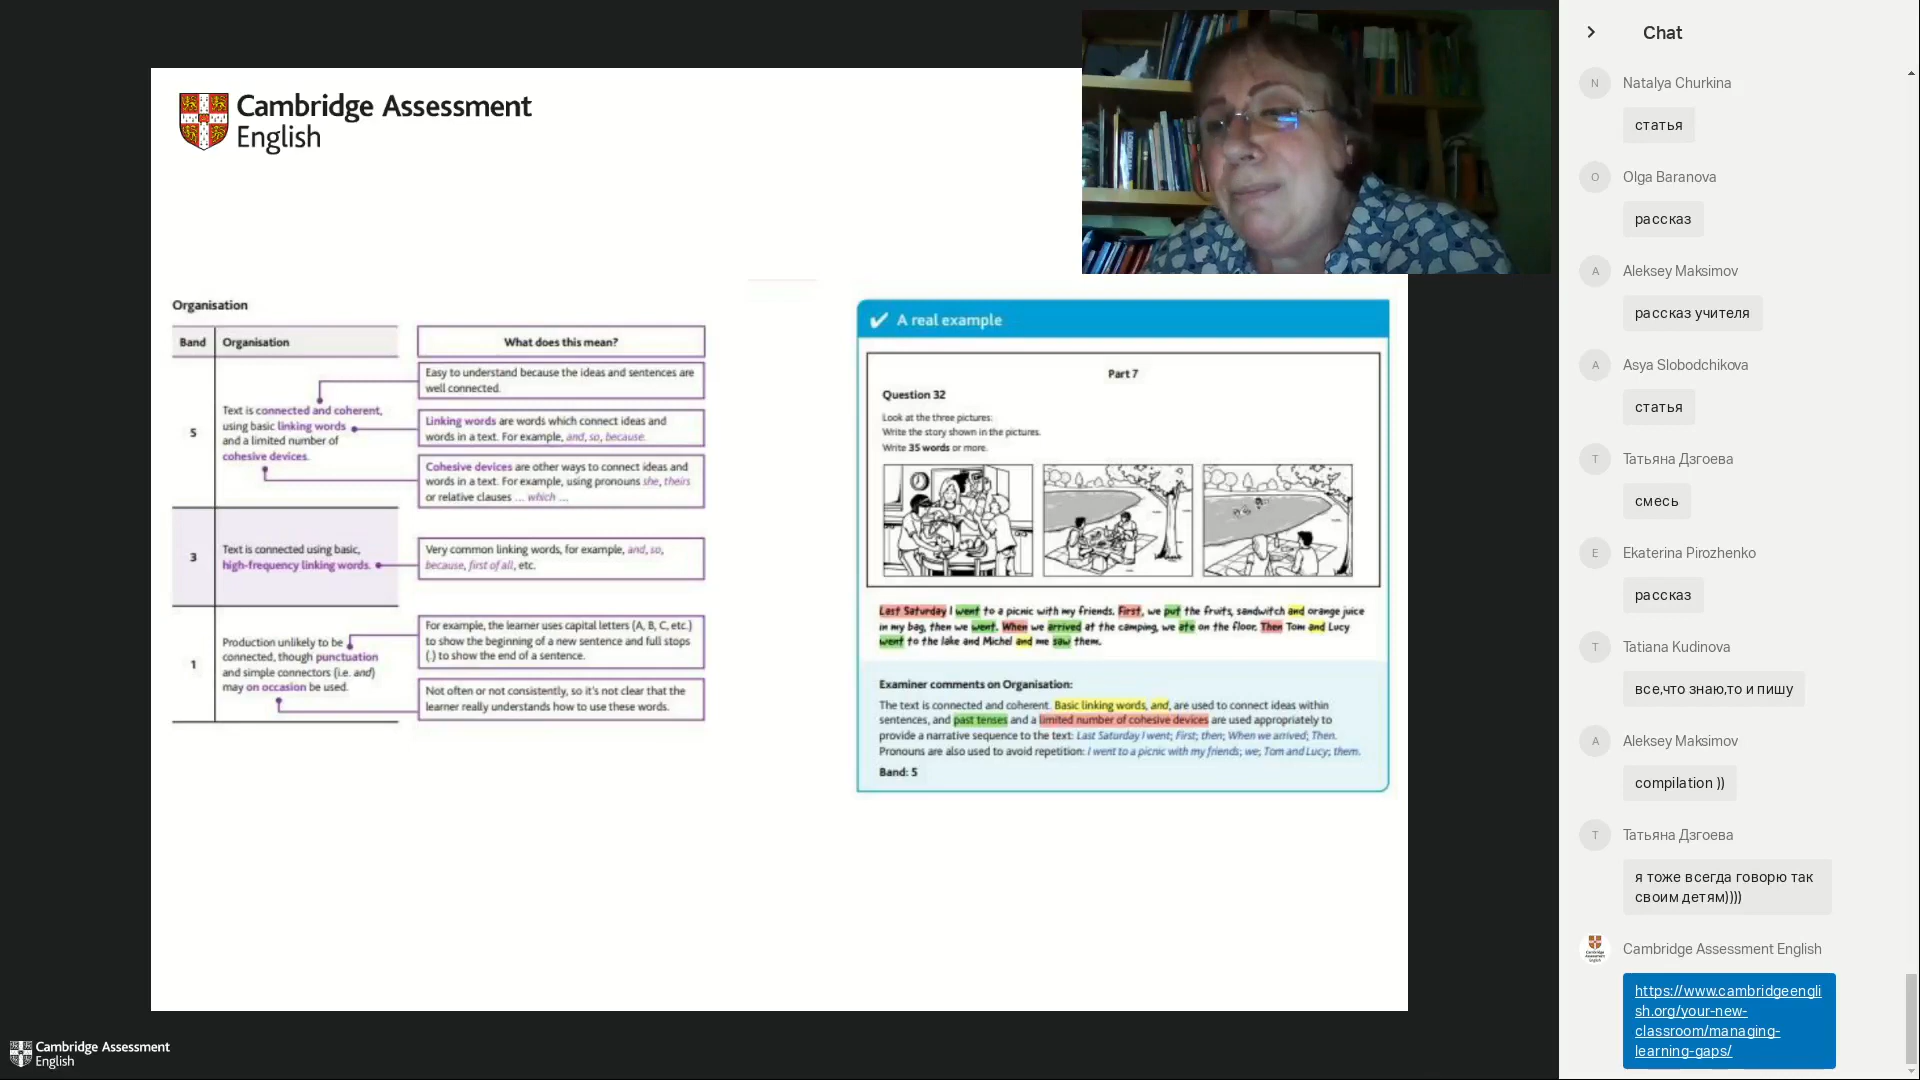 Cambridge Assessment
English
Organisation
Band
Organisation
What does this mean?
5
Text is connected and coherent,
using basic linking words
and a limited number of
cohesive devices.
Easy to understand because the ideas and sentences are
well connected.
Linking words are words which connect ideas and
words in a text. For example, and, so, because.
Cohesive devices are other ways to connect ideas and
words in a text. For example, using pronouns she, theirs
or relative clauses ... which ...
3
Text is connected using basic,
high-frequency linking words.
Very common linking words, for example, and, so,
because, first of all, etc.
1
Production unlikely to be
connected, though punctuation
and simple connectors (i.e. and)
may on occasion be used.
For example, the learner uses capital letters (A, B, C, etc.)
to show the beginning of a new sentence and full stops
(.) to show the end of a sentence.
Not often or not consistently, so it's not clear that the
learner really understands how to use these words.
A real example
Part 7
Question 32
Look at the three pictures:
Write the story shown in the pictures.
Write 35 words or more.
Last Saturday I went to a picnic with my friends. First, we put the fruits, sandwitch and orange juice
in my bag, then we went. When we arrived at the camping, we ate on the floor. Then Tom and Lucy
went to the lake and Michel and me saw them.
Examiner comments on Organisation:
The text is connected and coherent. Basic linking words, and, are used to connect ideas within
sentences, and past tenses and a limited number of cohesive devices are used appropriately to
provide a narrative sequence to the text: Last Saturday I went; First; then; When we arrived; Then.
Pronouns are also used to avoid repetition: I went to a picnic with my friends; we; Tom and Lucy; them.
Band: 5
Cambridge Assessment
English
Chat
N
Natalya Churkina
статья
O
Olga Baranova
рассказ
A
Aleksey Maksimov
рассказ учителя
A
Asya Slobodchikova
статья
Т
Татьяна Дзгоева
смесь
E
Ekaterina Pirozhenko
рассказ
T
Tatiana Kudinova
все,что знаю,то и пишу
A
Aleksey Maksimov
compilation ))
Т
Татьяна Дзгоева
я тоже всегда говорю так
своим детям))))
Cambridge Assessment English
https://www.cambridgeengli
sh.org/your-new-
classroom/managing-
learning-gaps/